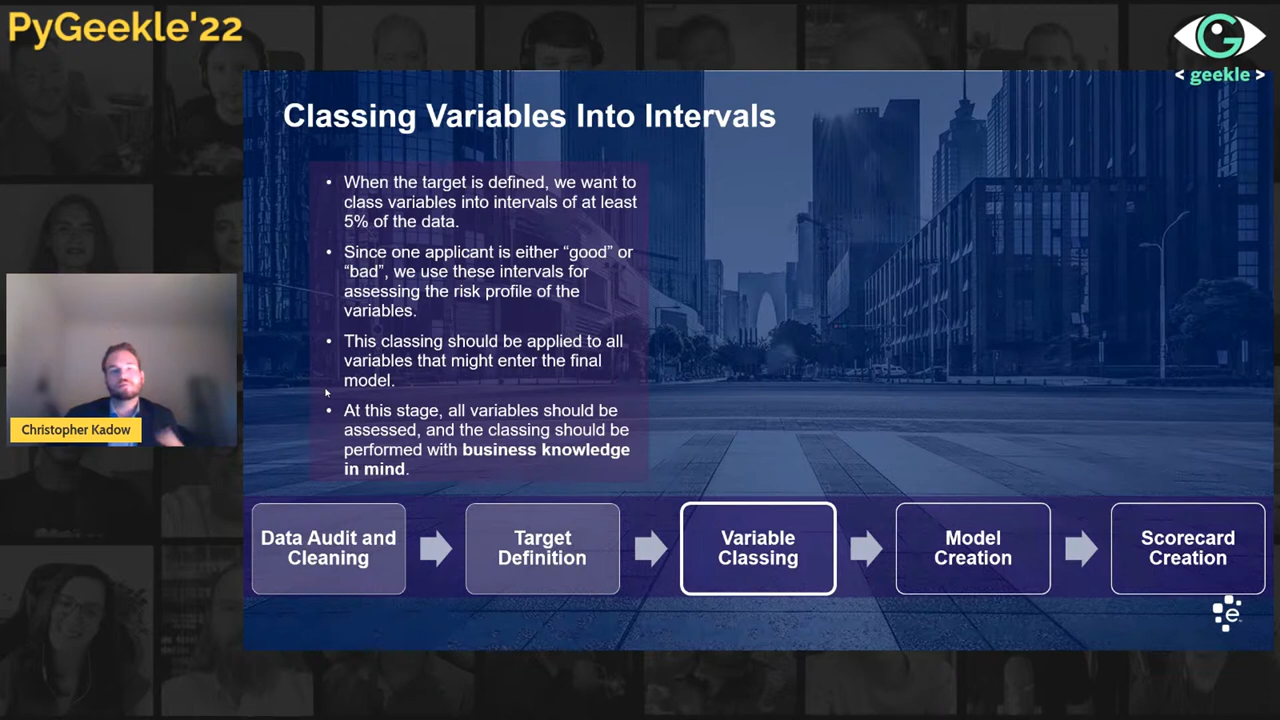 PyGeekle'22
< geekle >
Classing Variables Into Intervals
• When the target is defined, we want to
class variables into intervals of at least
5% of the data.
• Since one applicant is either “good” or
“bad”, we use these intervals for
assessing the risk profile of the
variables.
• This classing should be applied to all
variables that might enter the final
model.
• At this stage, all variables should be
assessed, and the classing should be
performed with business knowledge
in mind.
Christopher Kadow
Data Audit and
Cleaning
Target
Definition
Variable
Classing
Model
Creation
Scorecard
Creation
e